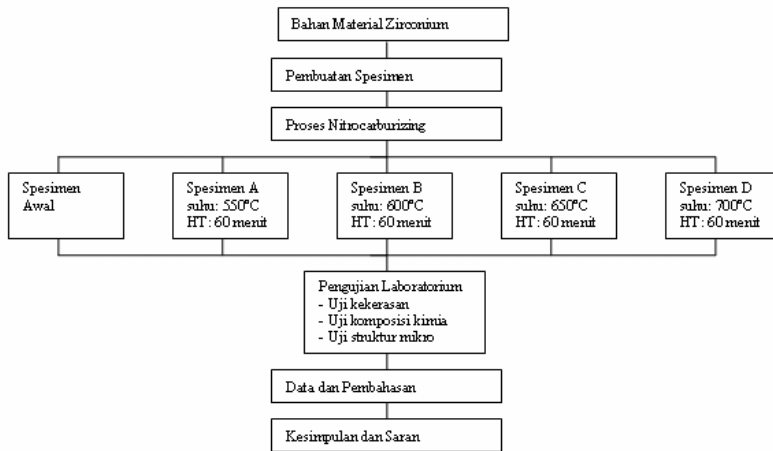 Bahan Material Zirconium
Pembuatan Spesimen
Proses Nitrocarburizing
Spesimen
Awal
Spesimen A
suhu: 550°C
HT: 60 menit
Spesimen B
suhu: 600°C
HT: 60 menit
Spesimen C
suhu: 650°C
HT: 60 menit
Spesimen D
suhu: 700°C
HT: 60 menit
Pengujian Laboratorium
- Uji kekerasan
- Uji komposisi kimia
- Uji struktur mikro
Data dan Pembahasan
Kesimpulan dan Saran